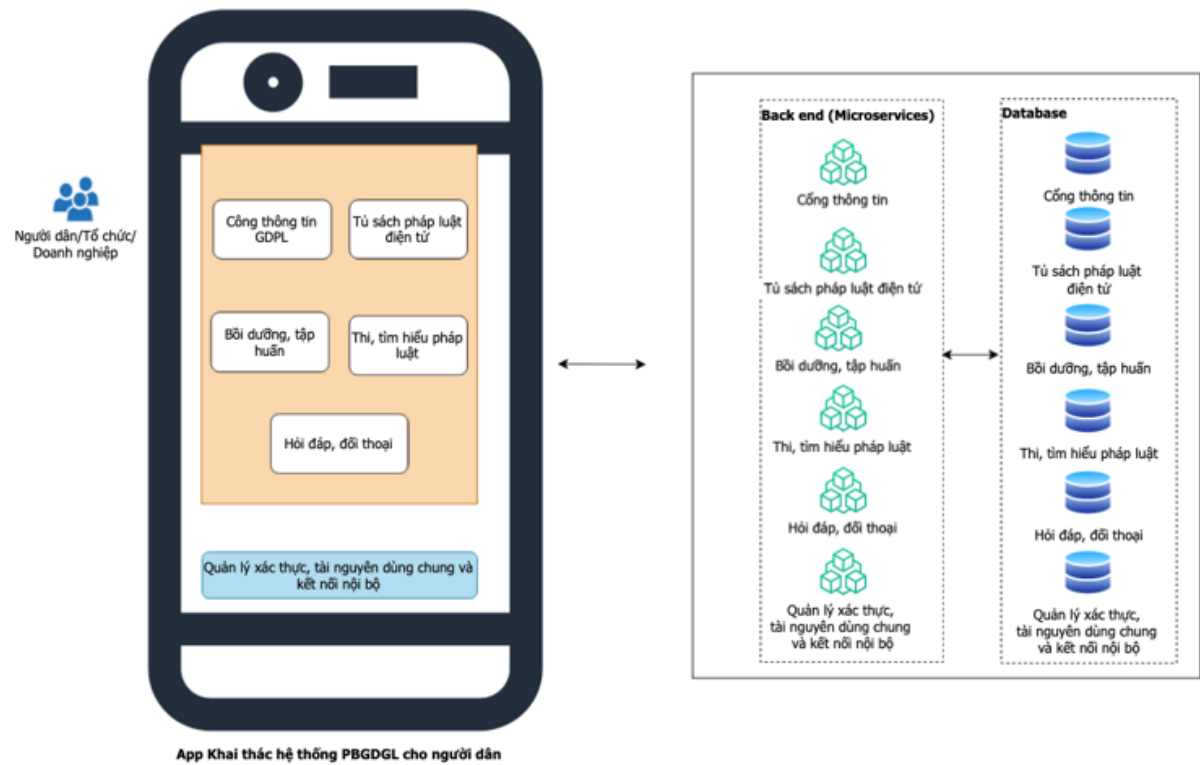 Người dân/Tổ chức/
Doanh nghiệp
Công thông tin
GDPL
Tủ sách pháp luật
điện tử
Bồi dưỡng, tập
huấn
Thi, tìm hiểu pháp
luật
Hỏi đáp, đối thoại
Quản lý xác thực, tài nguyên dùng chung và
kết nối nội bộ
App Khai thác hệ thống PBGDGL cho người dân
Back end (Microservices)
Cổng thông tin
Tủ sách pháp luật điện tử
Bồi dưỡng, tập huấn
Thi, tìm hiểu pháp luật
Hỏi đáp, đối thoại
Quản lý xác thực,
tài nguyên dùng chung
và kết nối nội bộ
Database
Cổng thông tin
Tủ sách pháp luật
điện tử
Bồi dưỡng, tập huấn
Thi, tìm hiểu pháp luật
Hỏi đáp, đối thoại
Quản lý xác thực,
tài nguyên dùng chung
và kết nối nội bộ